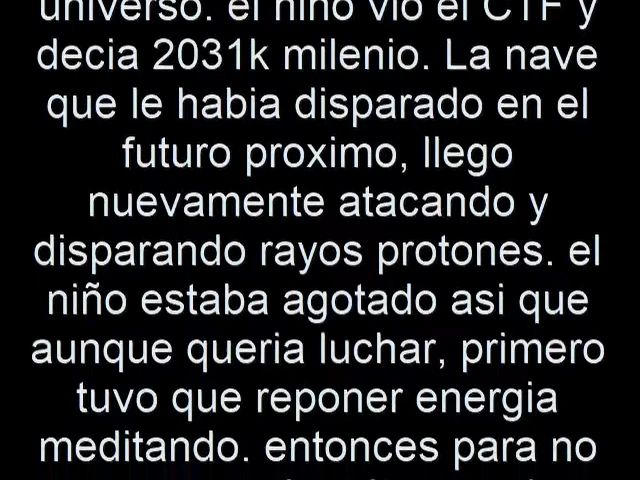 universo. el niño vio el CTF y
decia 2031k milenio. La nave
que le habia disparado en el
futuro proximo, llego
nuevamente atacando y
disparando rayos protones. el
niño estaba agotado asi que
aunque queria luchar, primero
tuvo que reponer energia
meditando. entonces para no